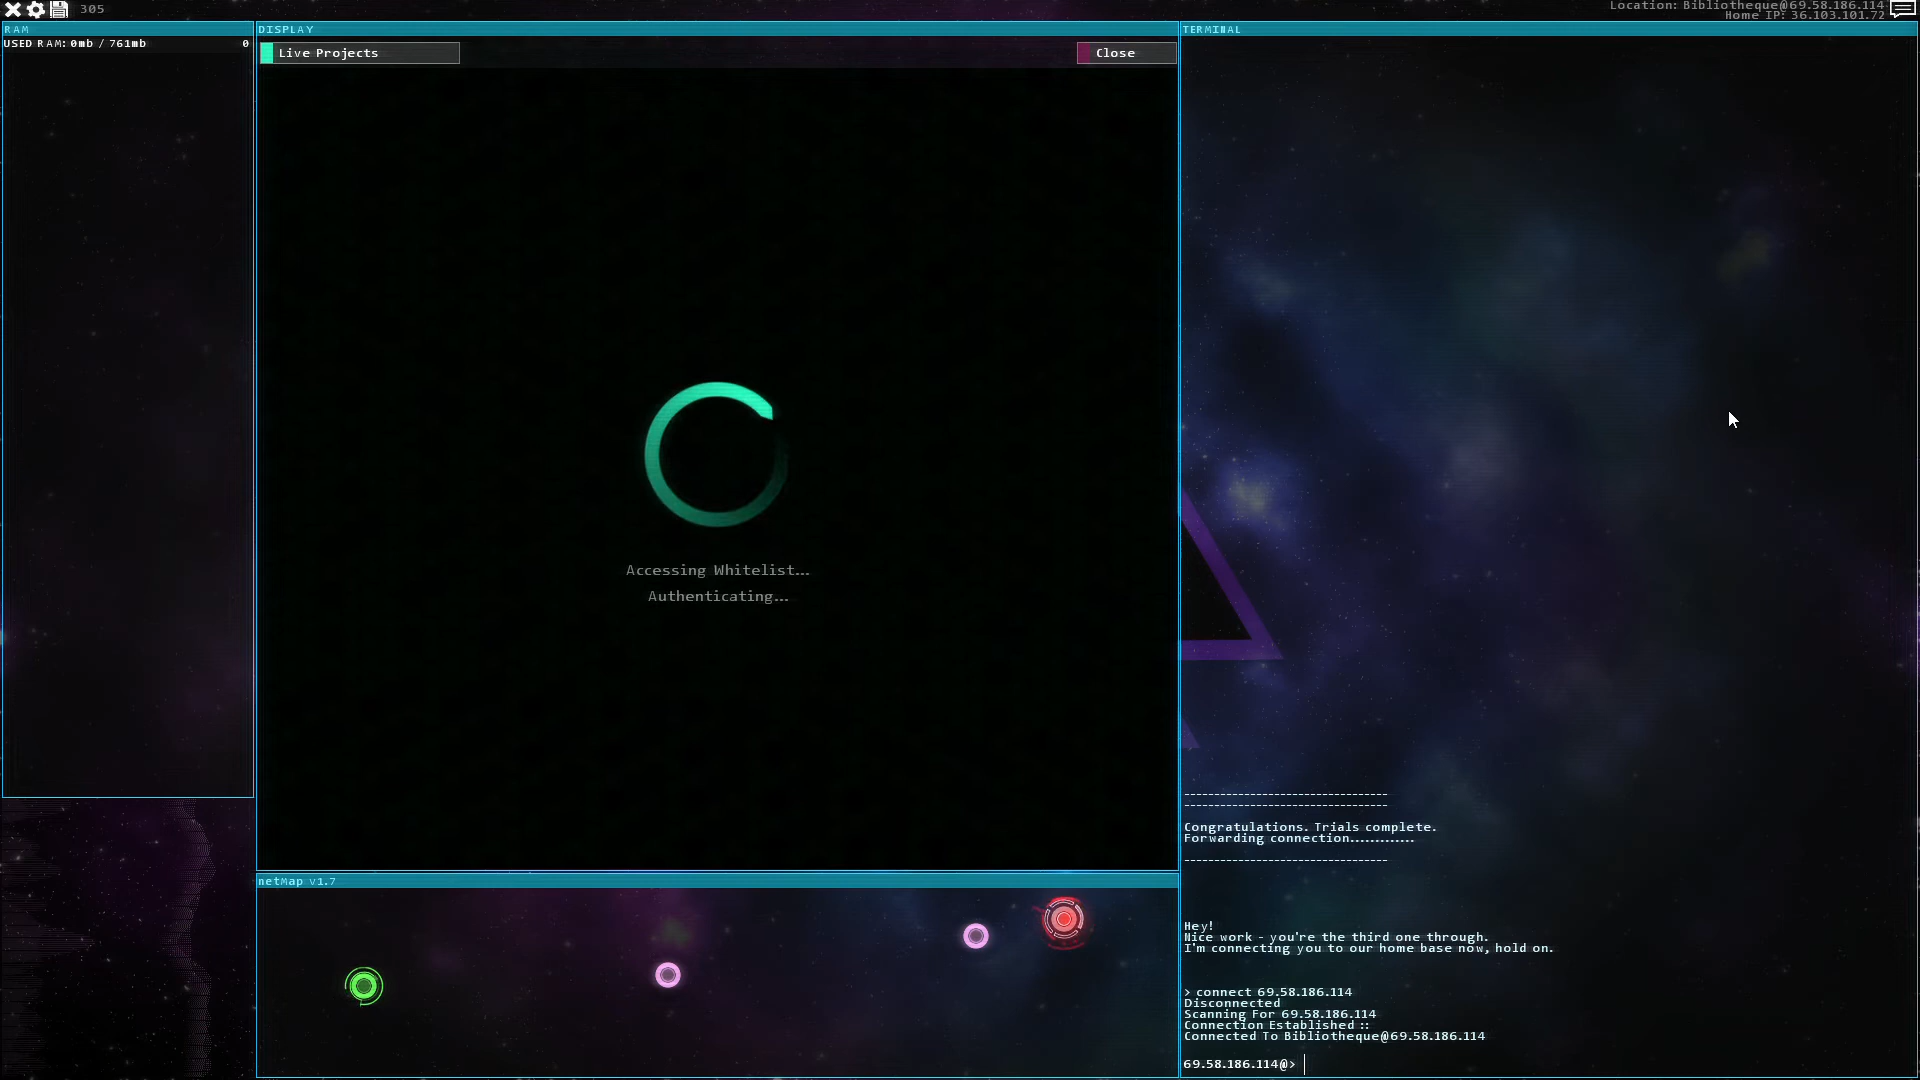 305
Location: Bibliotheque@69.58.186.114
Home IP: 36.103.101.72
RAM
USED RAM: 0mb / 761mb 0
DISPLAY
Live Projects
Close
Accessing Whitelist...
Authenticating...
netMap v1.7
TERMINAL
---------------------------------
---------------------------------
Congratulations. Trials complete.
Forwarding connection.............
---------------------------------
Hey!
Nice work - you're the third one through.
I'm connecting you to our home base now, hold on.
> connect 69.58.186.114
Disconnected
Scanning For 69.58.186.114
Connection Established ::
Connected To Bibliotheque@69.58.186.114
69.58.186.114@>